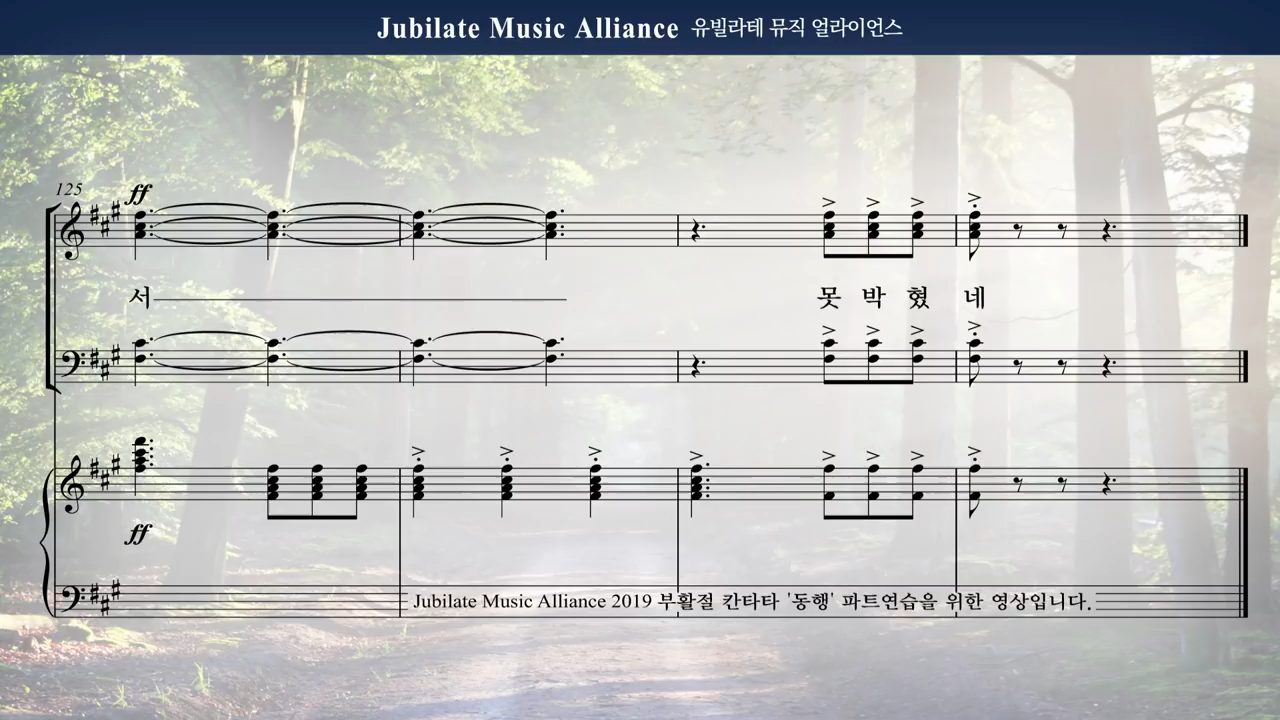 Jubilate Music Alliance 유빌라테 뮤직 얼라이언스
125
ff
서
못 박 혔 네
ff
Jubilate Music Alliance 2019 부활절 칸타타 '동행' 파트연습을 위한 영상입니다.